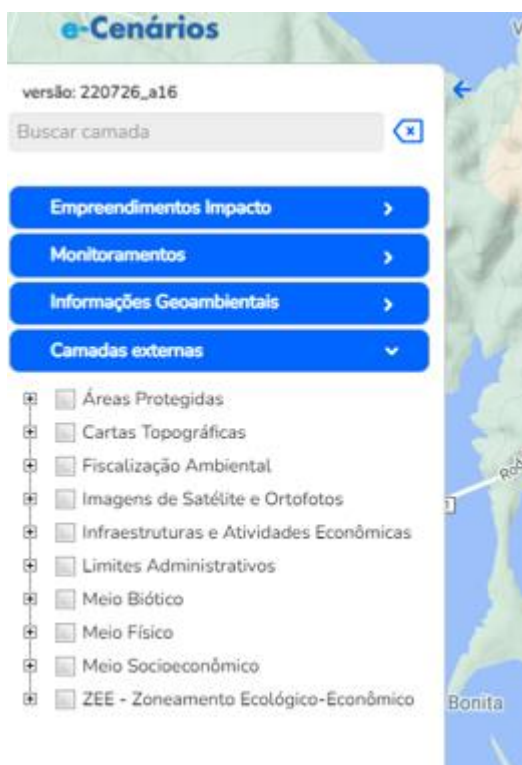 e-Cenários
versão: 220726_a16
Buscar camada
Empreendimentos Impacto
Monitoramentos
Informações Geoambientais
Camadas externas
Áreas Protegidas
Cartas Topográficas
Fiscalização Ambiental
Imagens de Satélite e Ortofotos
Infraestruturas e Atividades Econômicas
Limites Administrativos
Meio Biótico
Meio Físico
Meio Socioeconômico
ZEE - Zoneamento Ecológico-Econômico
Bonita